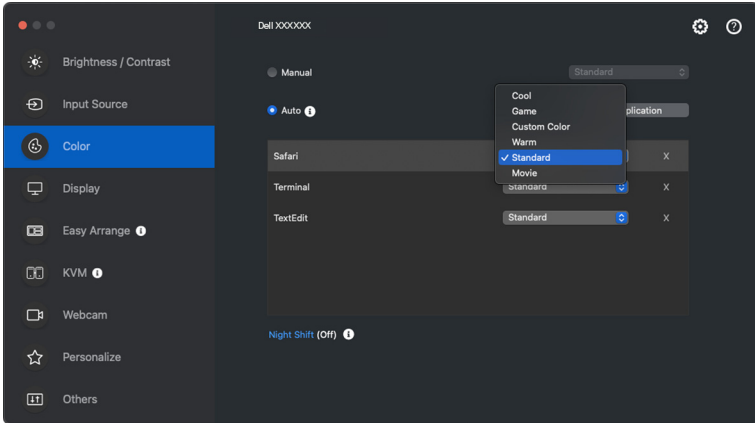 Dell XXXXXX
Brightness / Contrast
Input Source
Color
Display
Easy Arrange
KVM
Webcam
Personalize
Others
Manual
Standard
Auto
plication
Cool
Game
Custom Color
Warm
Standard
Movie
Safari
X
Terminal
Standard
X
TextEdit
Standard
X
Night Shift (Off)